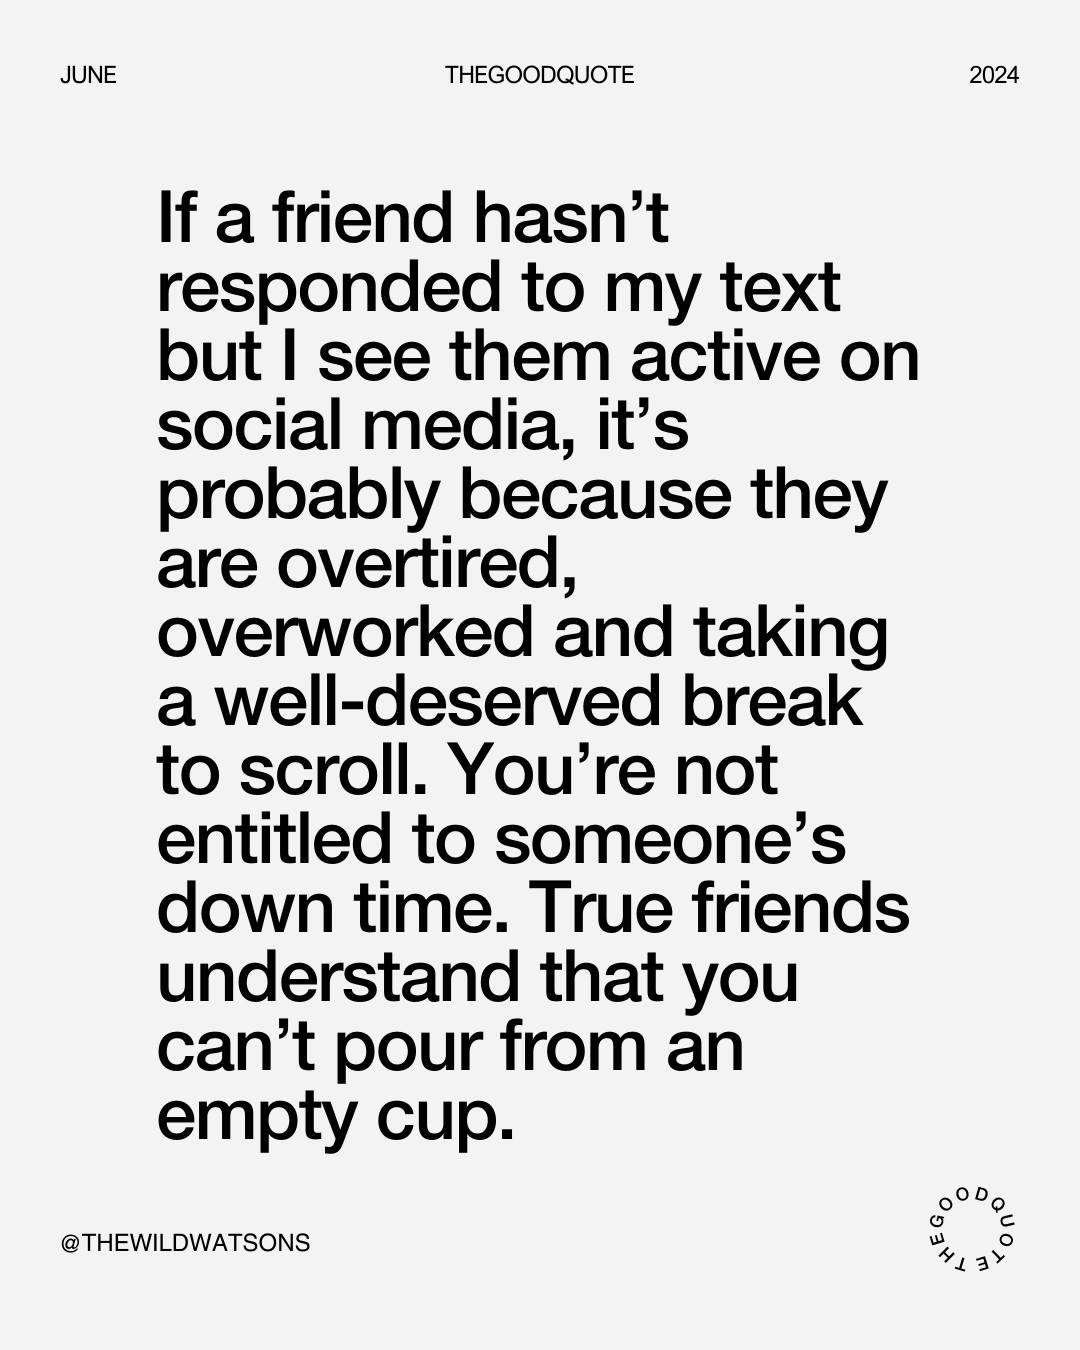 JUNE THEGOODQUOTE 2024
If a friend hasn’t
responded to my text
but I see them active on
social media, it’s
probably because they
are overtired,
overworked and taking
a well-deserved break
to scroll. You’re not
entitled to someone’s
down time. True friends
understand that you
can’t pour from an
empty cup.
@THEWILDWATSONS
THEGOODQUOTE